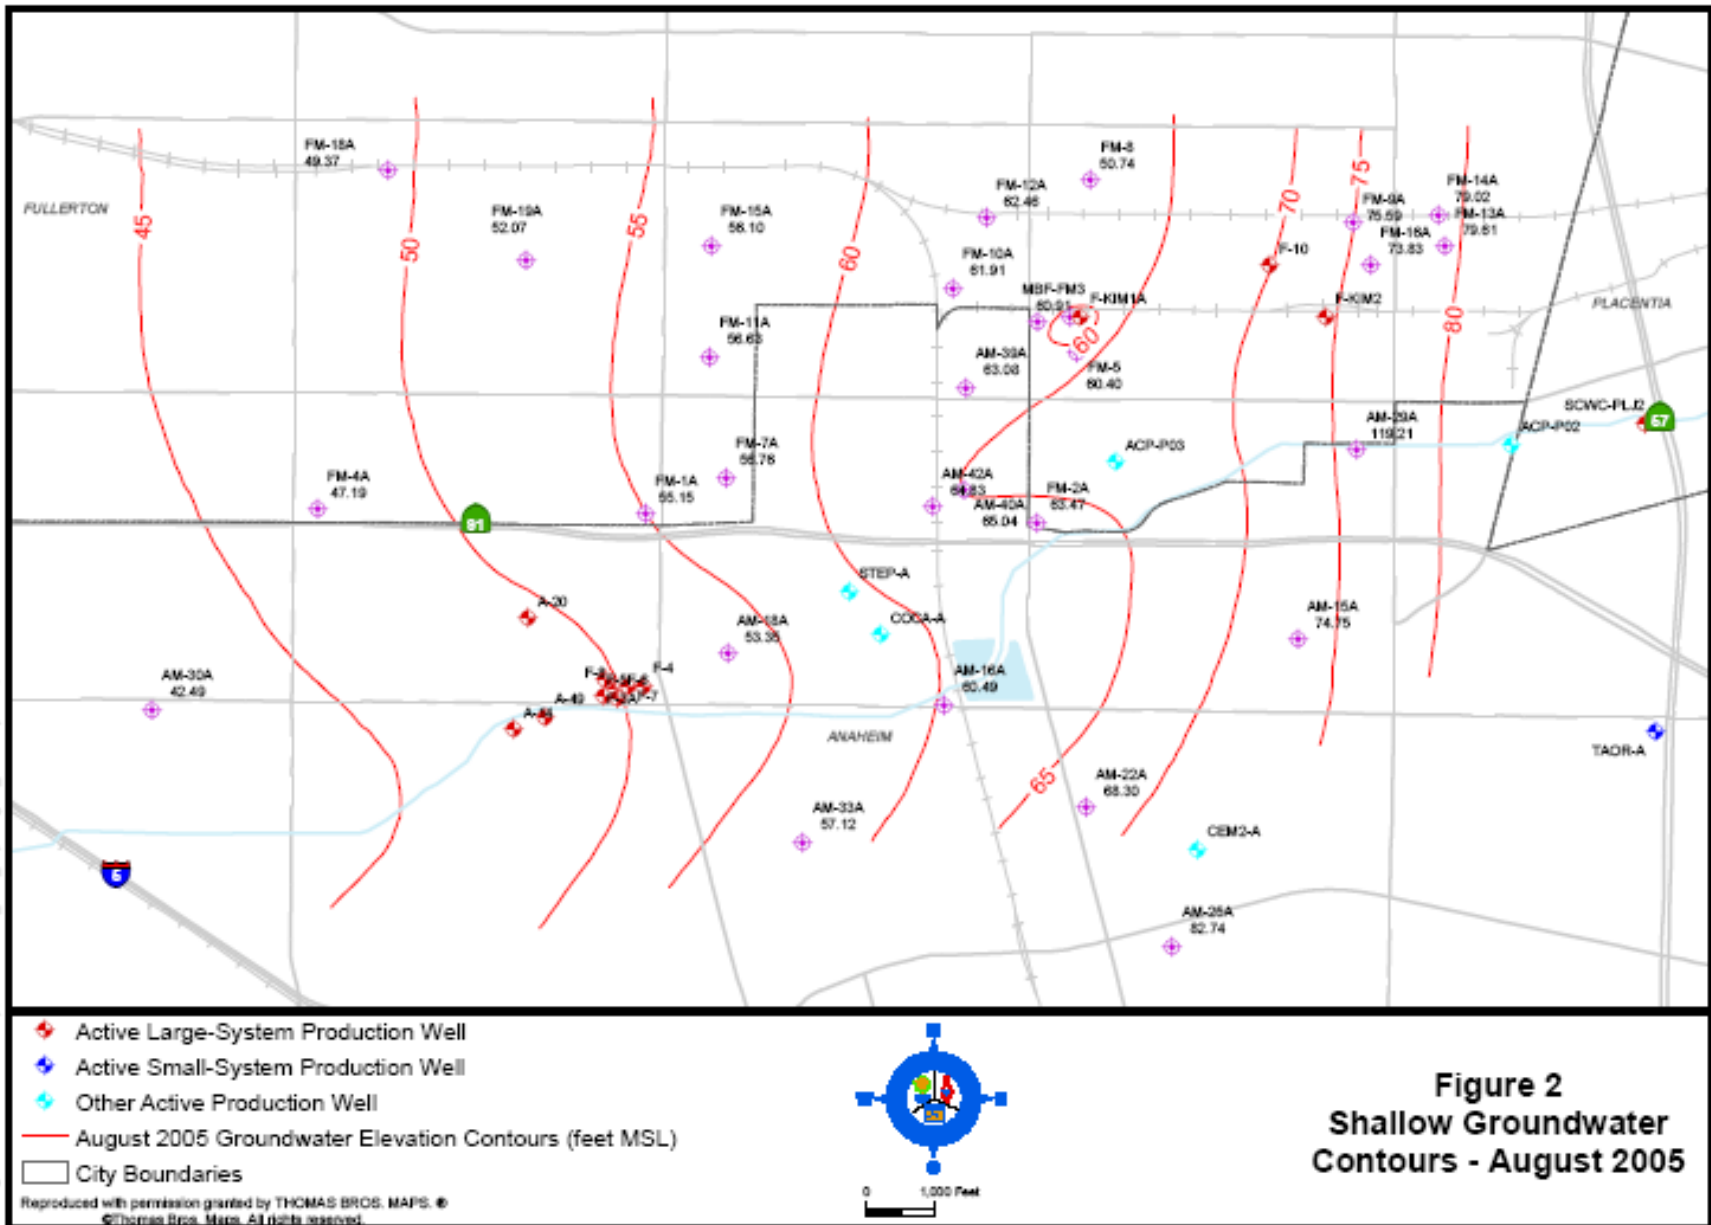 FM-18A
49.37
FULLERTON
FM-19A
52.07
FM-15A
56.10
FM-12A
62.46
FM-8
50.74
FM-10A
61.91
MBF-FM3
60.91
F-KIM1A
F-10
F-KIM2
FM-9A
75.59
FM-14A
79.02
FM-13A
79.61
FM-16A
73.83
PLACENTIA
45
50
55
60
60
65
70
75
80
FM-11A
56.63
AM-39A
63.08
FM-5
60.40
FM-7A
56.76
FM-4A
47.19
FM-1A
55.15
AM-42A
AM-40A
65.04
FM-2A
63.47
ACP-P03
AM-29A
119.21
ACP-P02
SCWC-PLJ2
57
91
A-20
STEP-A
COCA-A
AM-18A
53.35
AM-15A
74.75
AM-30A
42.49
F-4
A-49
AM-16A
60.49
ANAHEIM
TAOR-A
AM-33A
57.12
AM-22A
68.30
CEM2-A
AM-25A
82.74
5
Active Large-System Production Well
Active Small-System Production Well
Other Active Production Well
August 2005 Groundwater Elevation Contours (feet MSL)
City Boundaries
Reproduced with permission granted by THOMAS BROS. MAPS. ®
©Thomas Bros. Maps. All rights reserved.
0 1,000 Feet
Figure 2
Shallow Groundwater
Contours - August 2005